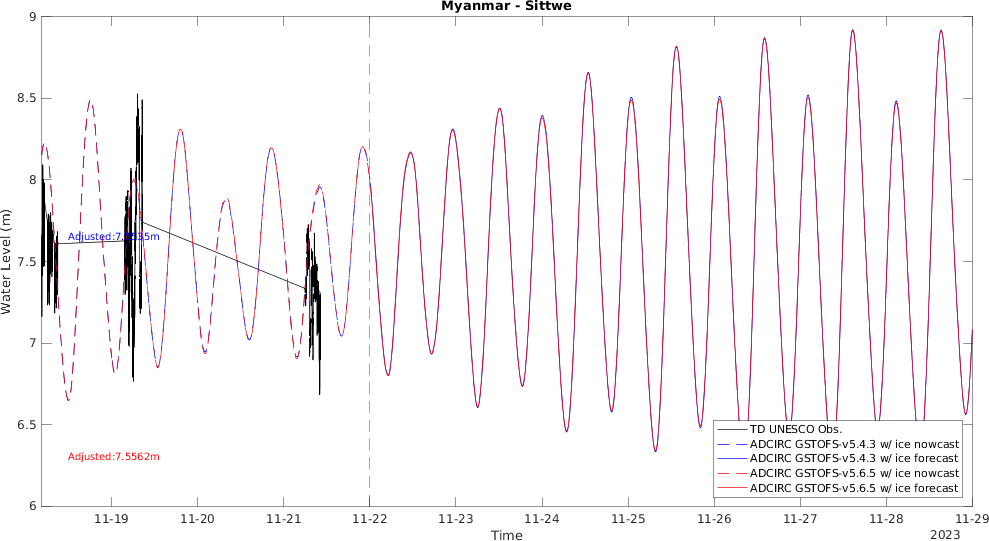 Myanmar - Sittwe
Water Level (m)
9
8.5
8
7.5
7
6.5
6
Adjusted:7.
Adjusted:7.5562m
TD UNESCO Obs.
ADCIRC GSTOFS-v5.4.3 w/ ice nowcast
ADCIRC GSTOFS-v5.4.3 w/ ice forecast
ADCIRC GSTOFS-v5.6.5 w/ ice nowcast
ADCIRC GSTOFS-v5.6.5 w/ ice forecast
11-19 11-20 11-21 11-22 11-23 11-24 11-25 11-26 11-27 11-28 11-29
Time
2023